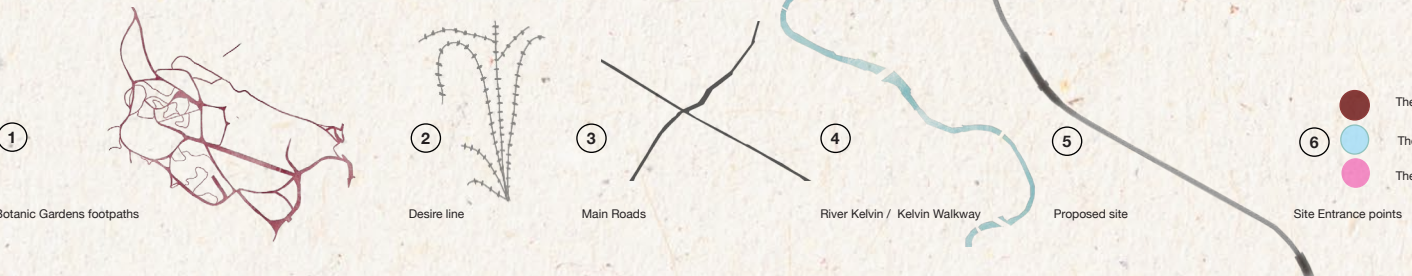 1
Botanic Gardens footpaths
2
Desire line
3
Main Roads
4
River Kelvin / Kelvin Walkway
5
Proposed site
6
The
The
The
Site Entrance points